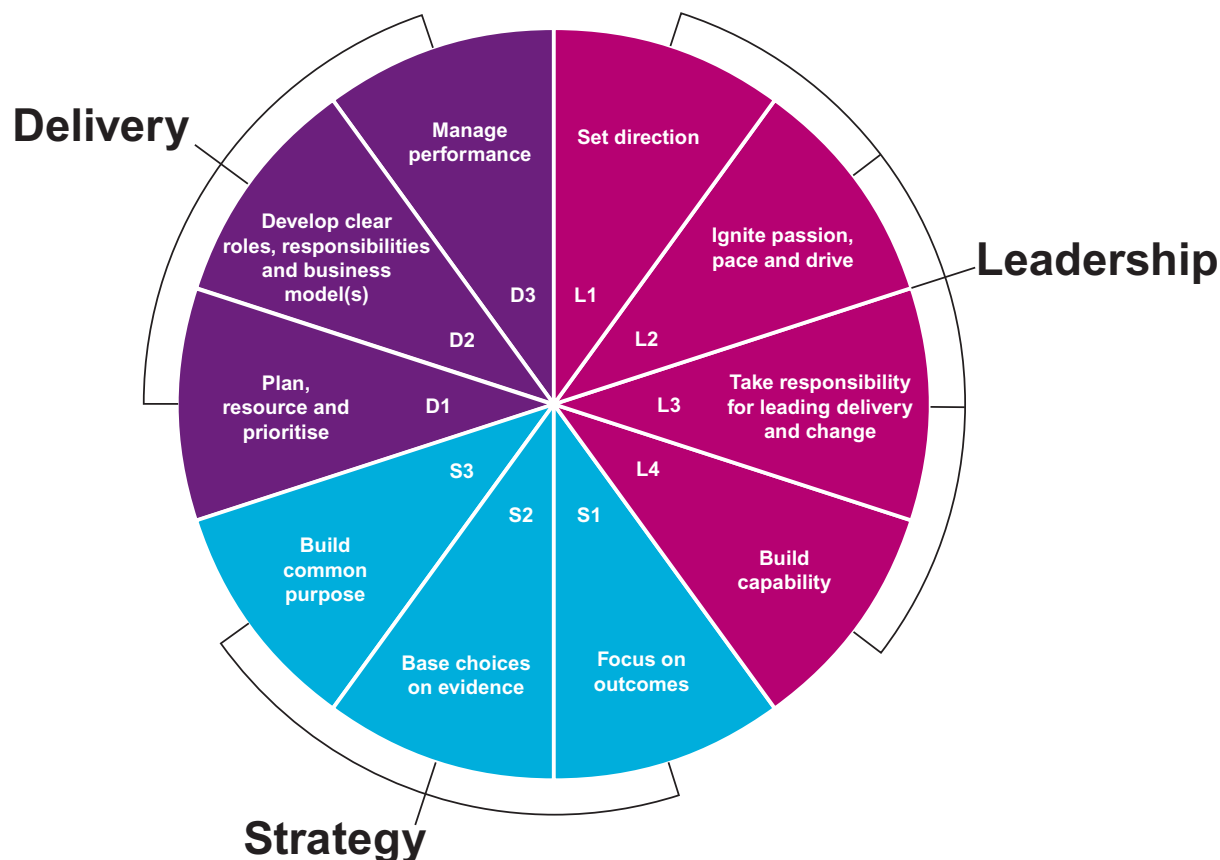 Delivery
Leadership
Strategy
Set direction
L1
Ignite passion,
pace and drive
L2
Take responsibility
for leading delivery
and change
L3
Build
capability
L4
Focus on
outcomes
S1
Base choices
on evidence
S2
Build
common
purpose
S3
Plan,
resource and
prioritise
D1
Develop clear
roles, responsibilities
and business
model(s)
D2
Manage
performance
D3